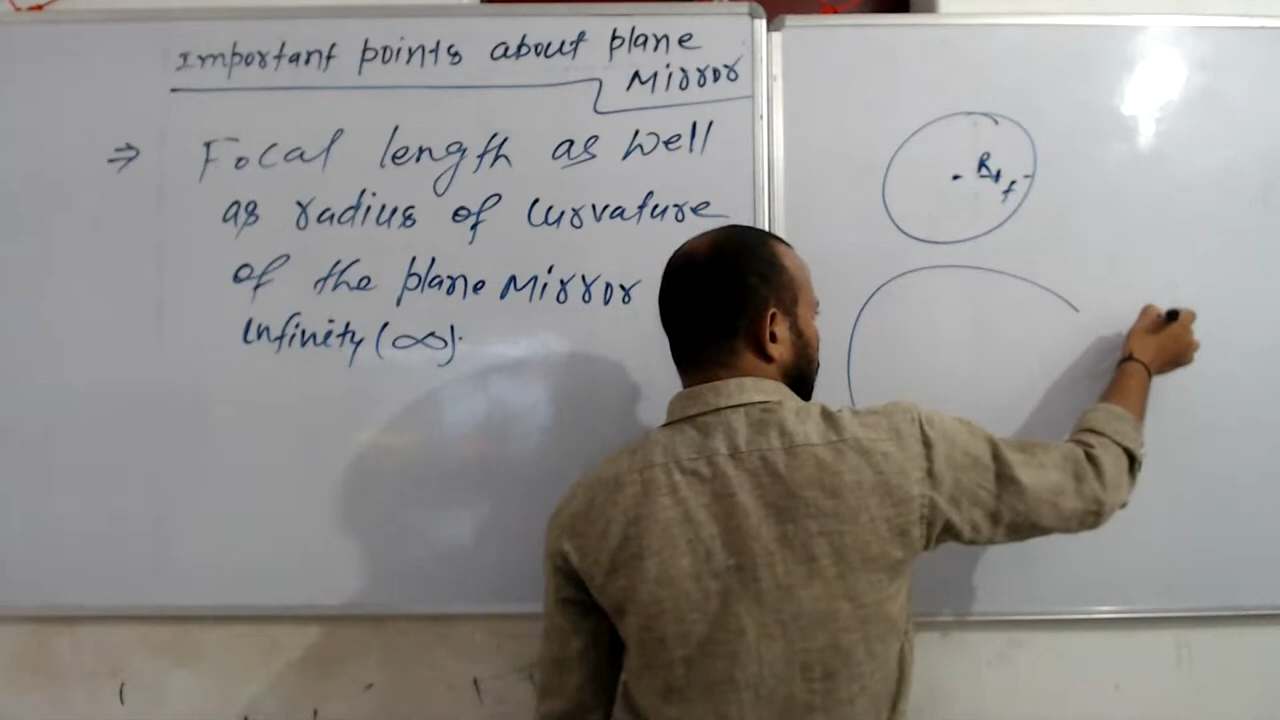 Important points about plane
Mirror
⇒ Focal length as well
as radius of curvature
of the plane Mirror
infinity (∞).
R, f